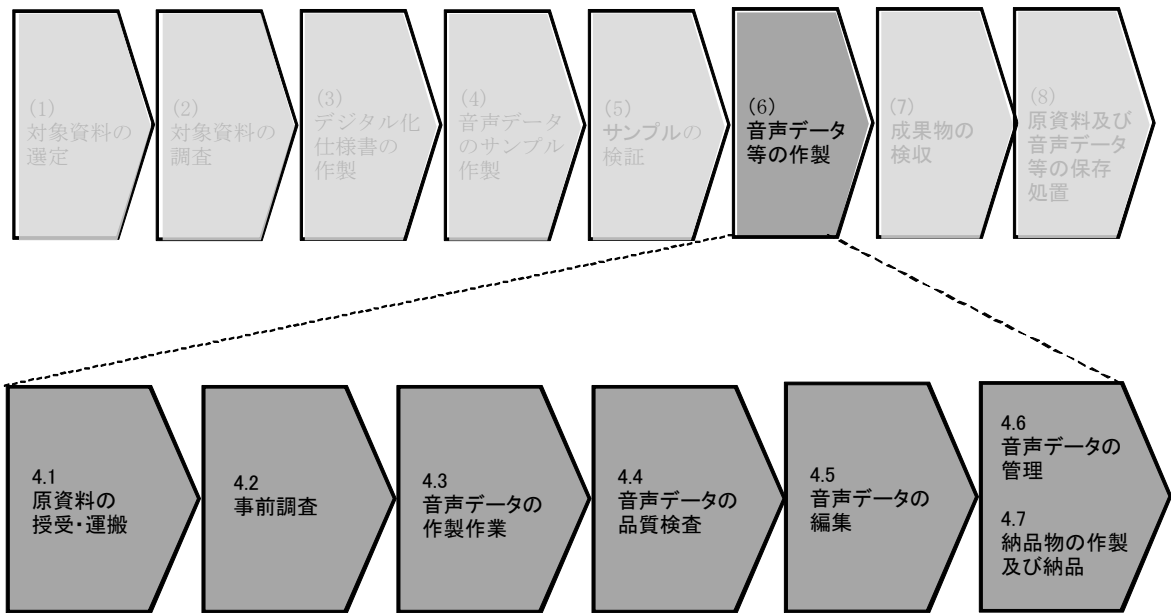 (1)
対象資料の
選定
(2)
対象資料の
調査
(3)
デジタル化
仕様書の
作製
(4)
音声データ
のサンプル
作製
(5)
サンプルの
検証
(6)
音声データ
等の作製
(7)
成果物の
検収
(8)
原資料及び
音声データ
等の保存
処置
4.1
原資料の
授受・運搬
4.2
事前調査
4.3
音声データの
作製作業
4.4
音声データの
品質検査
4.5
音声データの
編集
4.6
音声データの
管理
4.7
納品物の作製
及び納品